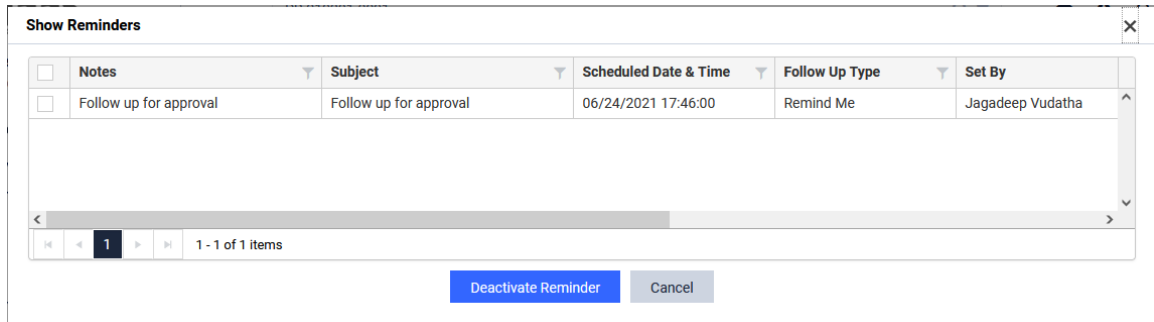 Show Reminders
Notes Subject Scheduled Date & Time Follow Up Type Set By
Follow up for approval Follow up for approval 06/24/2021 17:46:00 Remind Me Jagadeep Vudatha
1 1 - 1 of 1 items
Deactivate Reminder Cancel